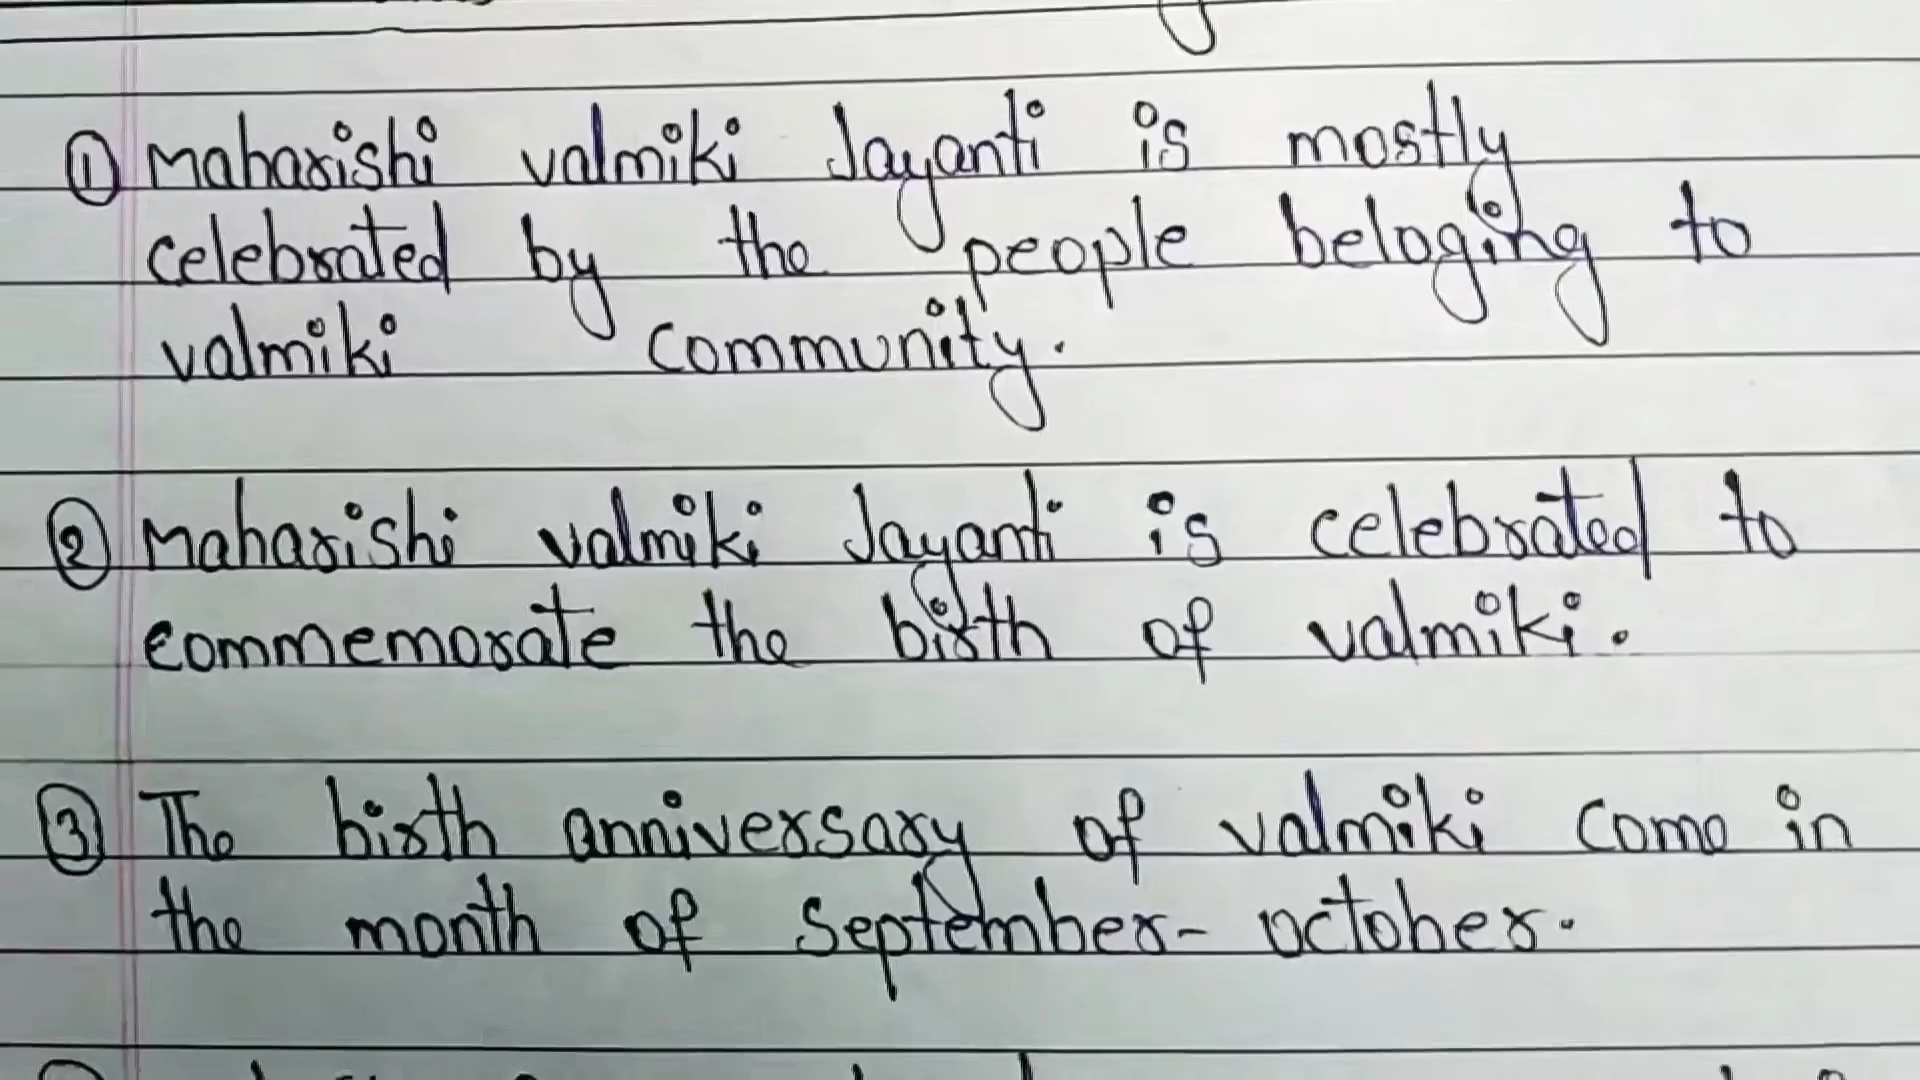 ① Maharishi valmiki Jayanti is mostly
celebrated by the people beloging to
valmiki community.
② Maharishi valmiki Jayanti is celebrated to
commemorate the birth of valmiki.
③ The birth anniversary of valmiki come in
the month of September- october.